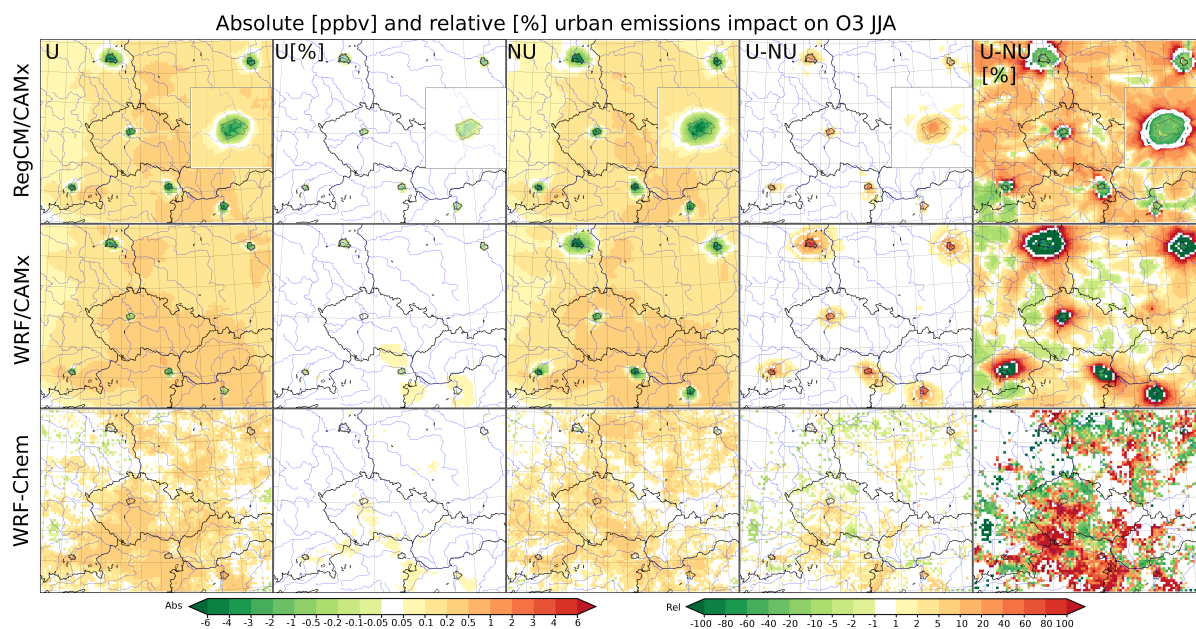 Absolute [ppbv] and relative [%] urban emissions impact on O3 JJA
U
U[%]
NU
U-NU
U-NU
[%]
RegCM/CAMx
WRF/CAMx
WRF-Chem
Abs
-6 -4 -3 -2 -1 -0.5 -0.2 -0.1 -0.05 0.05 0.1 0.2 0.5 1 2 3 4 6
Rel
-100 -80 -60 -40 -20 -10 -5 -2 -1 1 2 5 10 20 40 60 80 100